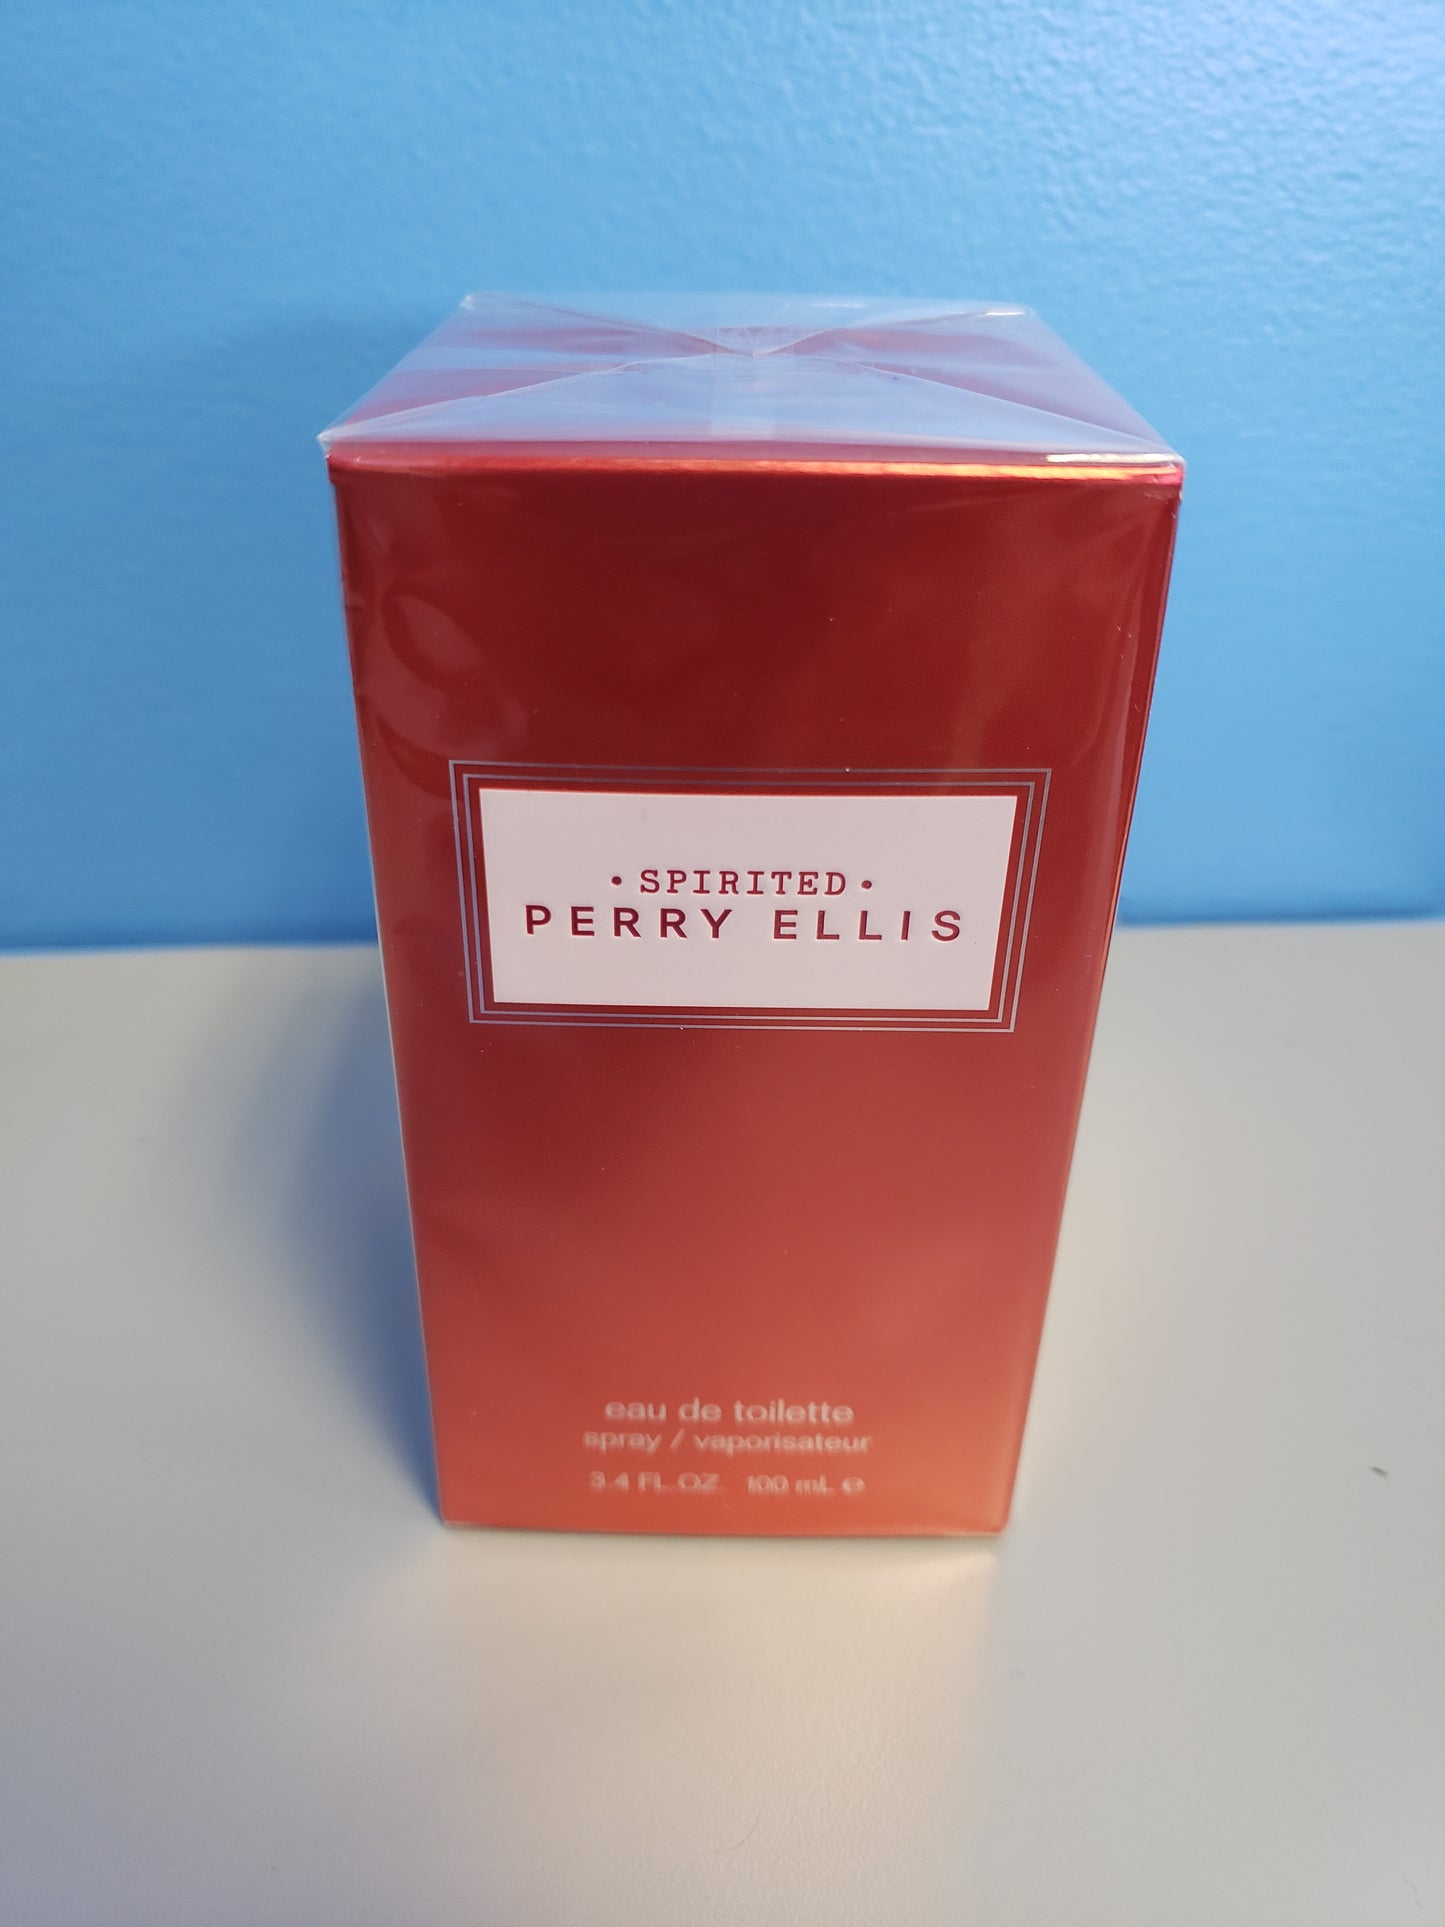 • SPIRITED •
PERRY ELLIS
eau de toilette
spray / vaporisateur
3.4 FL.OZ. 100 mL ℮